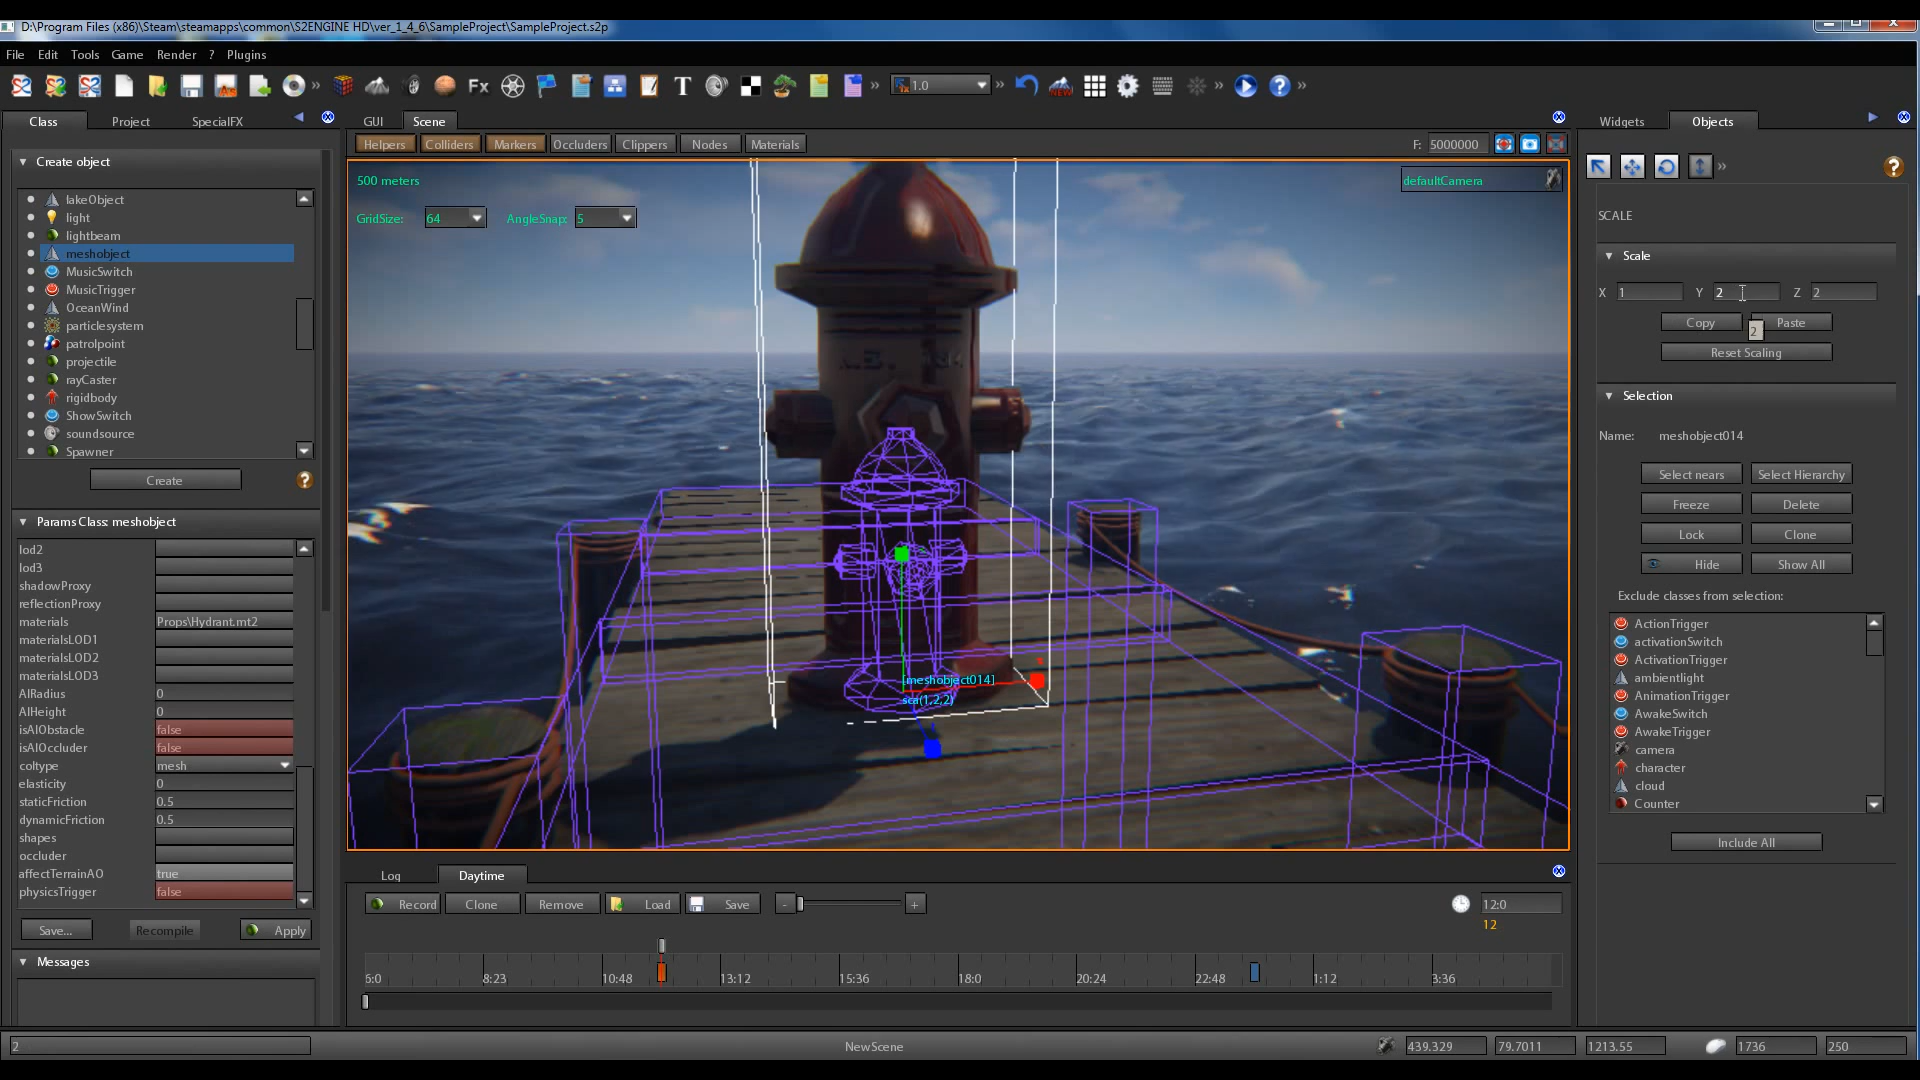 D:\Program Files (x86)\Steam\steamapps\common\S2ENGINE HD\ver_1_4_6\SampleProject\SampleProject.s2p
File Edit Tools Game Render ? Plugins
Fx T 1.0
Class Project SpecialFX
GUI Scene
Widgets Objects
Helpers Colliders Markers Occluders Clippers Nodes Materials
F: 5000000
Create object
lakeObject
light
lightbeam
meshobject
MusicSwitch
MusicTrigger
OceanWind
particlesystem
patrolpoint
projectile
rayCaster
rigidbody
ShowSwitch
soundsource
Spawner
Create
Params Class: meshobject
lod2
lod3
shadowProxy
reflectionProxy
materials Props\Hydrant.mt2
materialsLOD1
materialsLOD2
materialsLOD3
AIRadius 0
AIHeight 0
isAIObstacle false
isAIOccluder false
coltype mesh
elasticity 0
staticFriction 0.5
dynamicFriction 0.5
shapes
occluder
affectTerrainAO true
physicsTrigger false
Save... Recompile Apply
Messages
500 meters
defaultCamera
GridSize: 64 AngleSnap: 5
[meshobject014]
sca(1,2,2)
Log Daytime
Record Clone Remove Load Save - +
12:0
12
6:0 8:23 10:48 13:12 15:36 18:0 20:24 22:48 1:12 3:36
SCALE
Scale
X 1 Y 2 Z 2
Copy Paste
2
Reset Scaling
Selection
Name: meshobject014
Select nears Select Hierarchy
Freeze Delete
Lock Clone
Hide Show All
Exclude classes from selection:
ActionTrigger
activationSwitch
ActivationTrigger
ambientlight
AnimationTrigger
AwakeSwitch
AwakeTrigger
camera
character
cloud
Counter
Include All
2 NewScene 439.329 79.7011 1213.55 1736 250